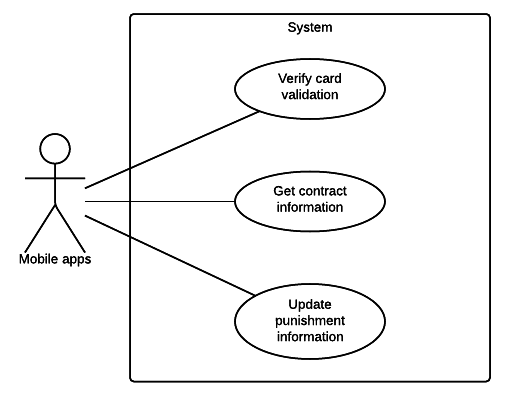 System
Verify card
validation
Get contract
information
Mobile apps
Update
punishment
information